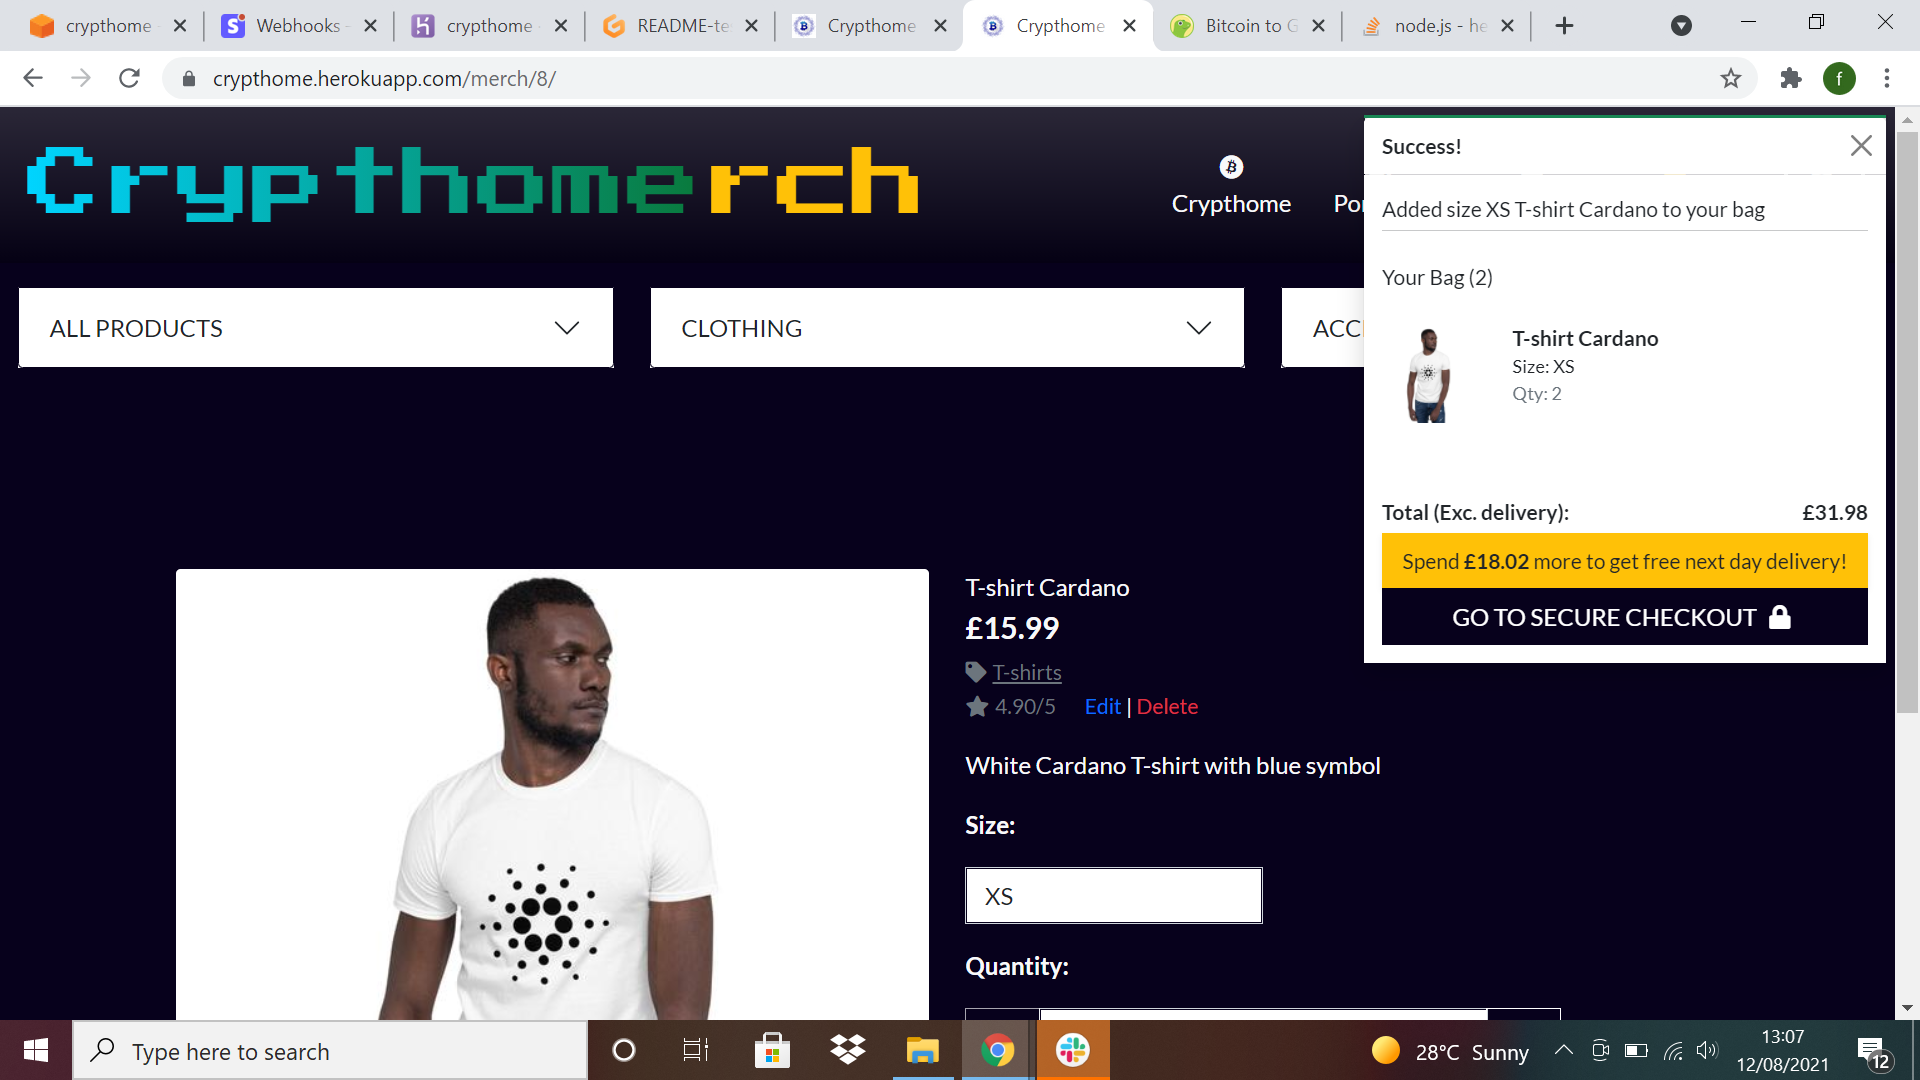 crypthome
Webhooks -
crypthome
README-te
Crypthome
Crypthome
Bitcoin to G
node.js - he
crypthome.herokuapp.com/merch/8/
f
Crypthomerch
Crypthome
Por
ALL PRODUCTS
CLOTHING
ACC
Success!
Added size XS T-shirt Cardano to your bag
Your Bag (2)
T-shirt Cardano
Size: XS
Qty: 2
Total (Exc. delivery): £31.98
Spend £18.02 more to get free next day delivery!
GO TO SECURE CHECKOUT
T-shirt Cardano
£15.99
T-shirts
4.90/5 Edit | Delete
White Cardano T-shirt with blue symbol
Size:
XS
Quantity:
Type here to search
28°C Sunny
13:07
12/08/2021
12